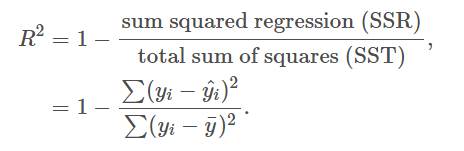 R² = 1 − sum squared regression (SSR) / total sum of squares (SST),
= 1 − ∑(yᵢ − ŷᵢ)² / ∑(yᵢ − ȳ)².